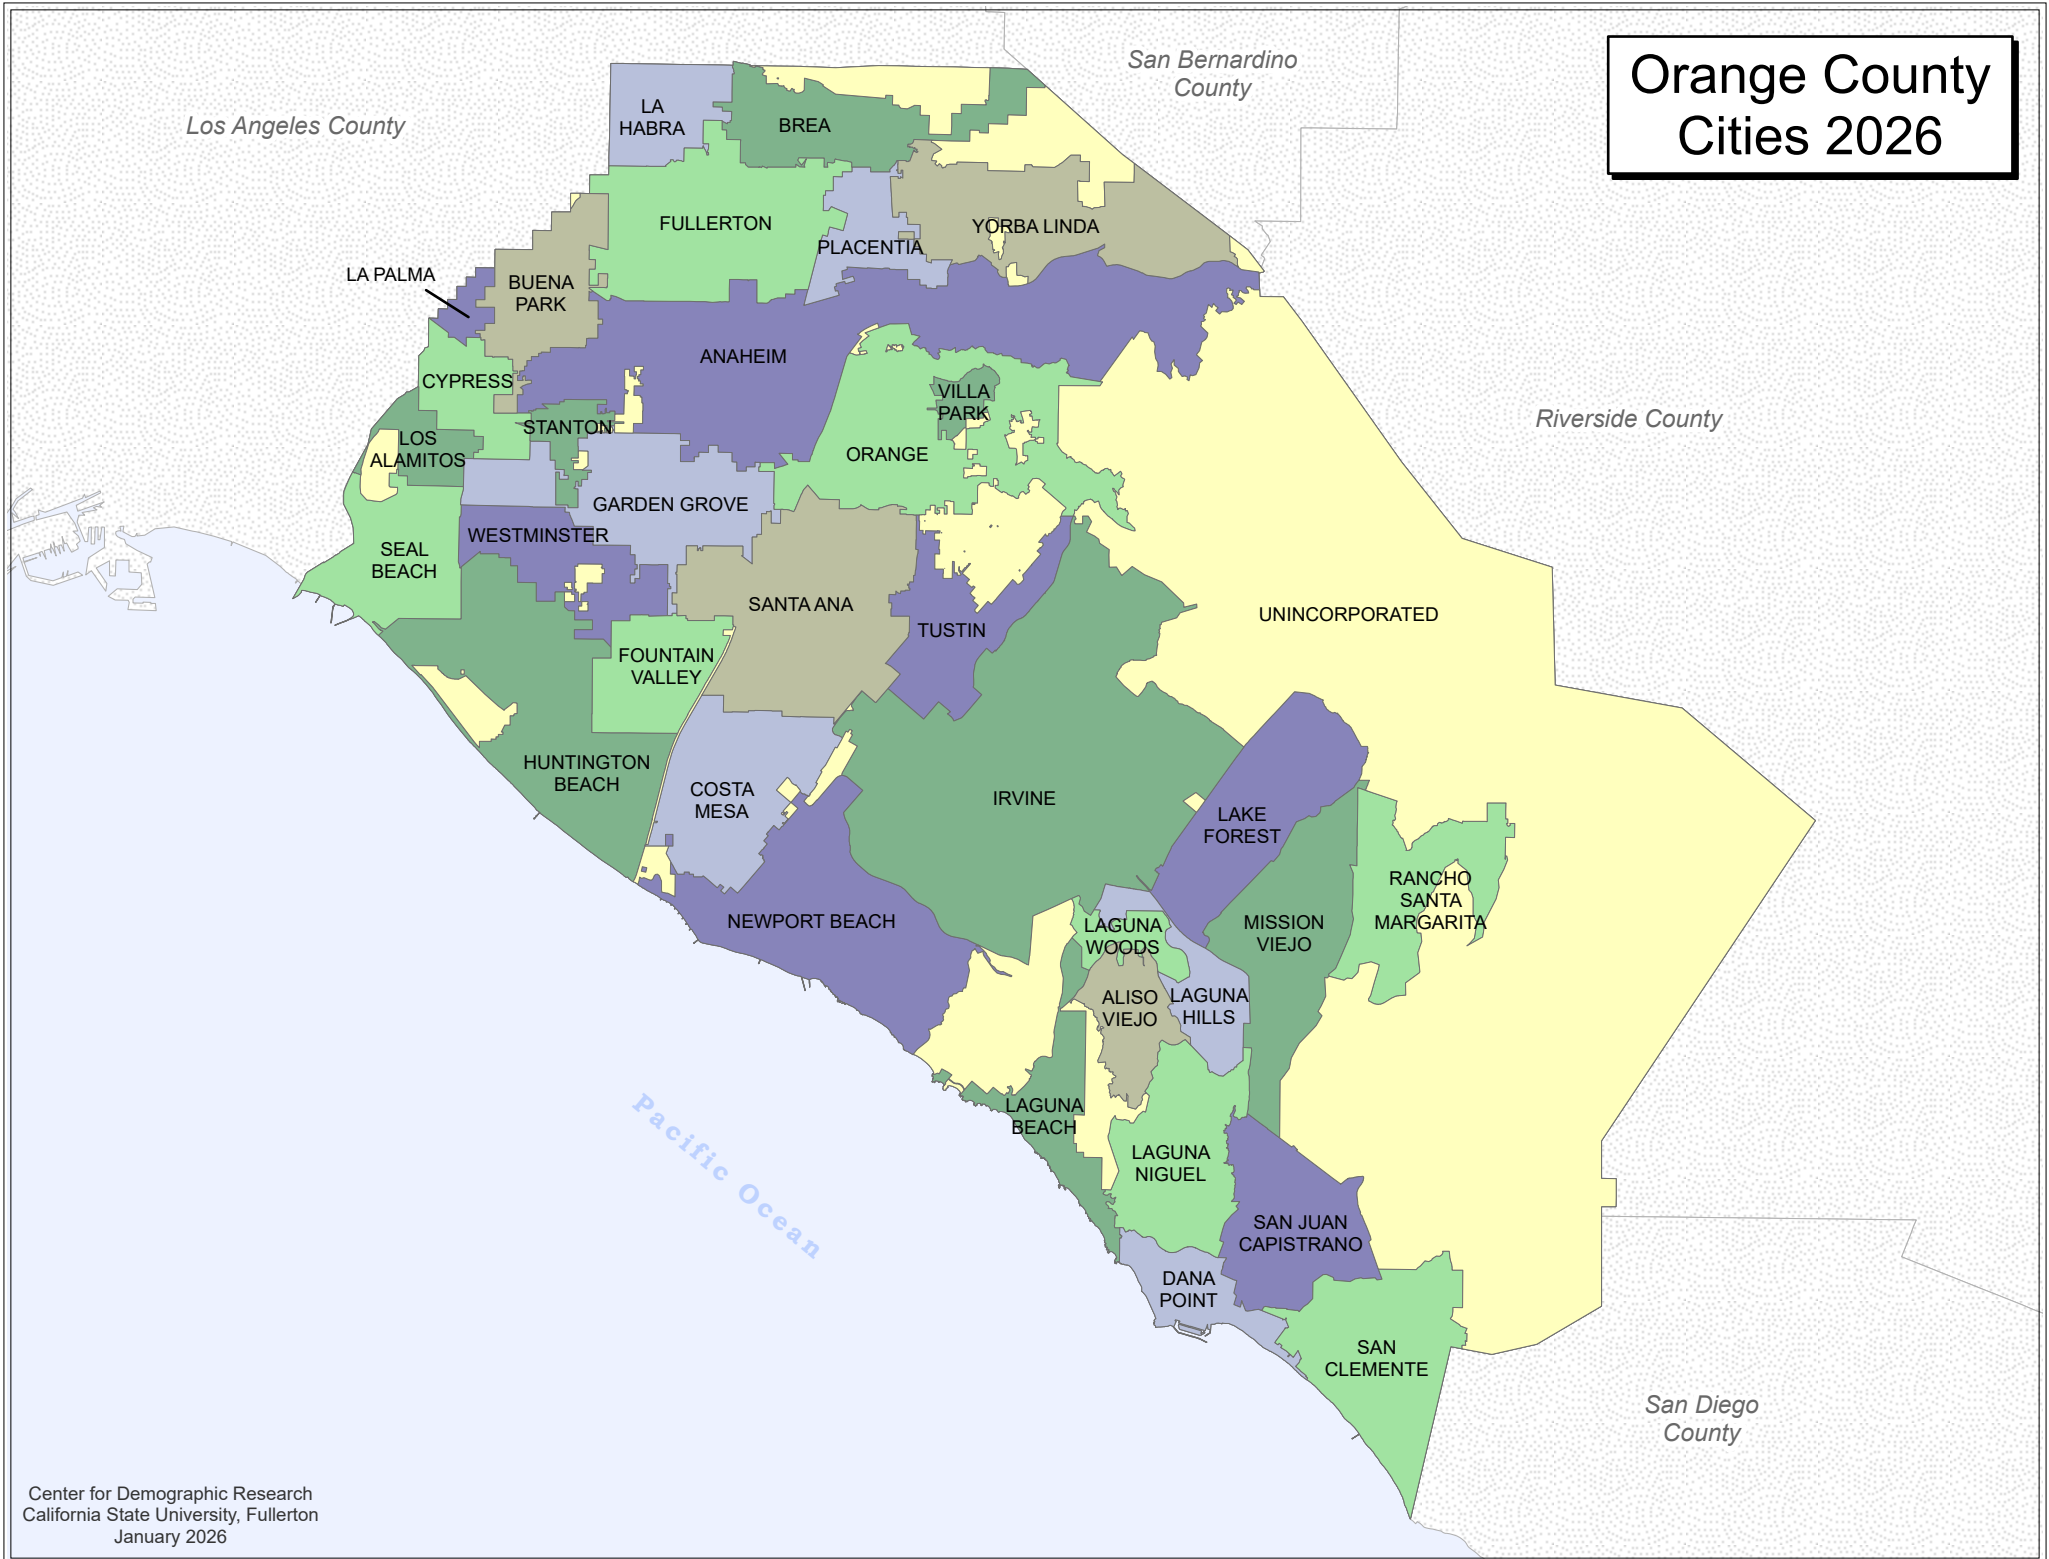 Orange County
Cities 2026
San Bernardino
County
Los Angeles County
LA
HABRA
BREA
FULLERTON
PLACENTIA
YORBA LINDA
LA PALMA
BUENA
PARK
ANAHEIM
CYPRESS
VILLA
PARK
STANTON
LOS
ALAMITOS
ORANGE
Riverside County
GARDEN GROVE
WESTMINSTER
SEAL
BEACH
SANTA ANA
TUSTIN
UNINCORPORATED
FOUNTAIN
VALLEY
HUNTINGTON
BEACH
COSTA
MESA
IRVINE
LAKE
FOREST
RANCHO
SANTA
MARGARITA
NEWPORT BEACH
LAGUNA
WOODS
MISSION
VIEJO
ALISO
VIEJO
LAGUNA
HILLS
LAGUNA
BEACH
LAGUNA
NIGUEL
Pacific Ocean
SAN JUAN
CAPISTRANO
DANA
POINT
SAN
CLEMENTE
San Diego
County
Center for Demographic Research
California State University, Fullerton
January 2026